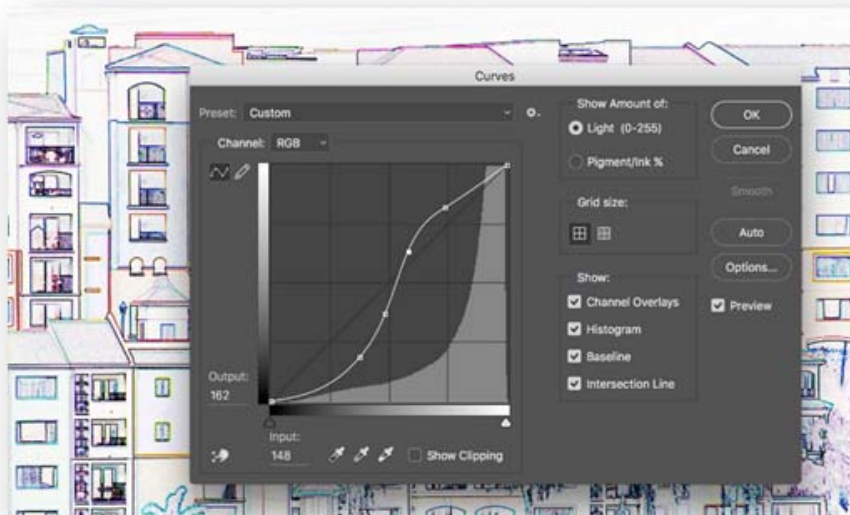 Curves
Preset: Custom
Channel: RGB
Output:
162
Input:
148
Show Clipping
Show Amount of:
Light (0-255)
Pigment/Ink %
Grid size:
Show:
Channel Overlays
Histogram
Baseline
Intersection Line
OK
Cancel
Smooth
Auto
Options...
Preview